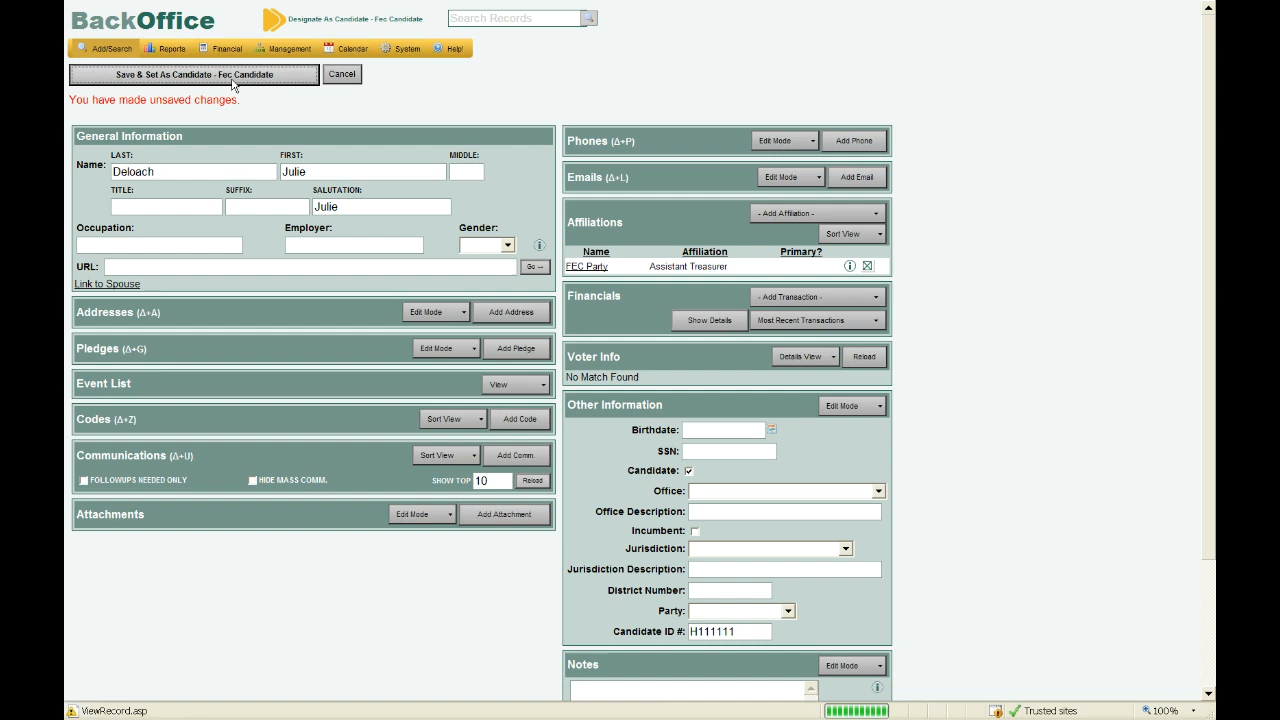 BackOffice
Designate As Candidate - Fec Candidate
Search Records
Add/Search Reports Financial Management Calendar System Help!
Save & Set As Candidate - Fec Candidate Cancel
You have made unsaved changes.
General Information
LAST: FIRST: MIDDLE:
Name: Deloach Julie
TITLE: SUFFIX: SALUTATION:
Julie
Occupation: Employer: Gender:
URL: Go
Link to Spouse
Addresses (Δ+A) Edit Mode Add Address
Pledges (Δ+G) Edit Mode Add Pledge
Event List View
Codes (Δ+Z) Sort View Add Code
Communications (Δ+U) Sort View Add Comm.
FOLLOWUPS NEEDED ONLY HIDE MASS COMM. SHOW TOP 10 Reload
Attachments Edit Mode Add Attachment
Phones (Δ+P) Edit Mode Add Phone
Emails (Δ+L) Edit Mode Add Email
Affiliations - Add Affiliation -
Sort View
Name Affiliation Primary?
FEC Party Assistant Treasurer
Financials - Add Transaction -
Show Details Most Recent Transactions
Voter Info Details View Reload
No Match Found
Other Information Edit Mode
Birthdate:
SSN:
Candidate:
Office:
Office Description:
Incumbent:
Jurisdiction:
Jurisdiction Description:
District Number:
Party:
Candidate ID #: H111111
Notes Edit Mode
ViewRecord.asp Trusted sites 100%